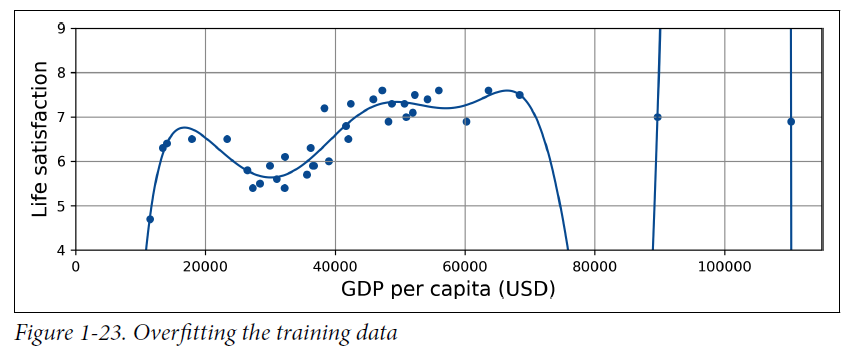 9
8
7
6
5
4
Life satisfaction
0 20000 40000 60000 80000 100000
GDP per capita (USD)
Figure 1-23. Overfitting the training data